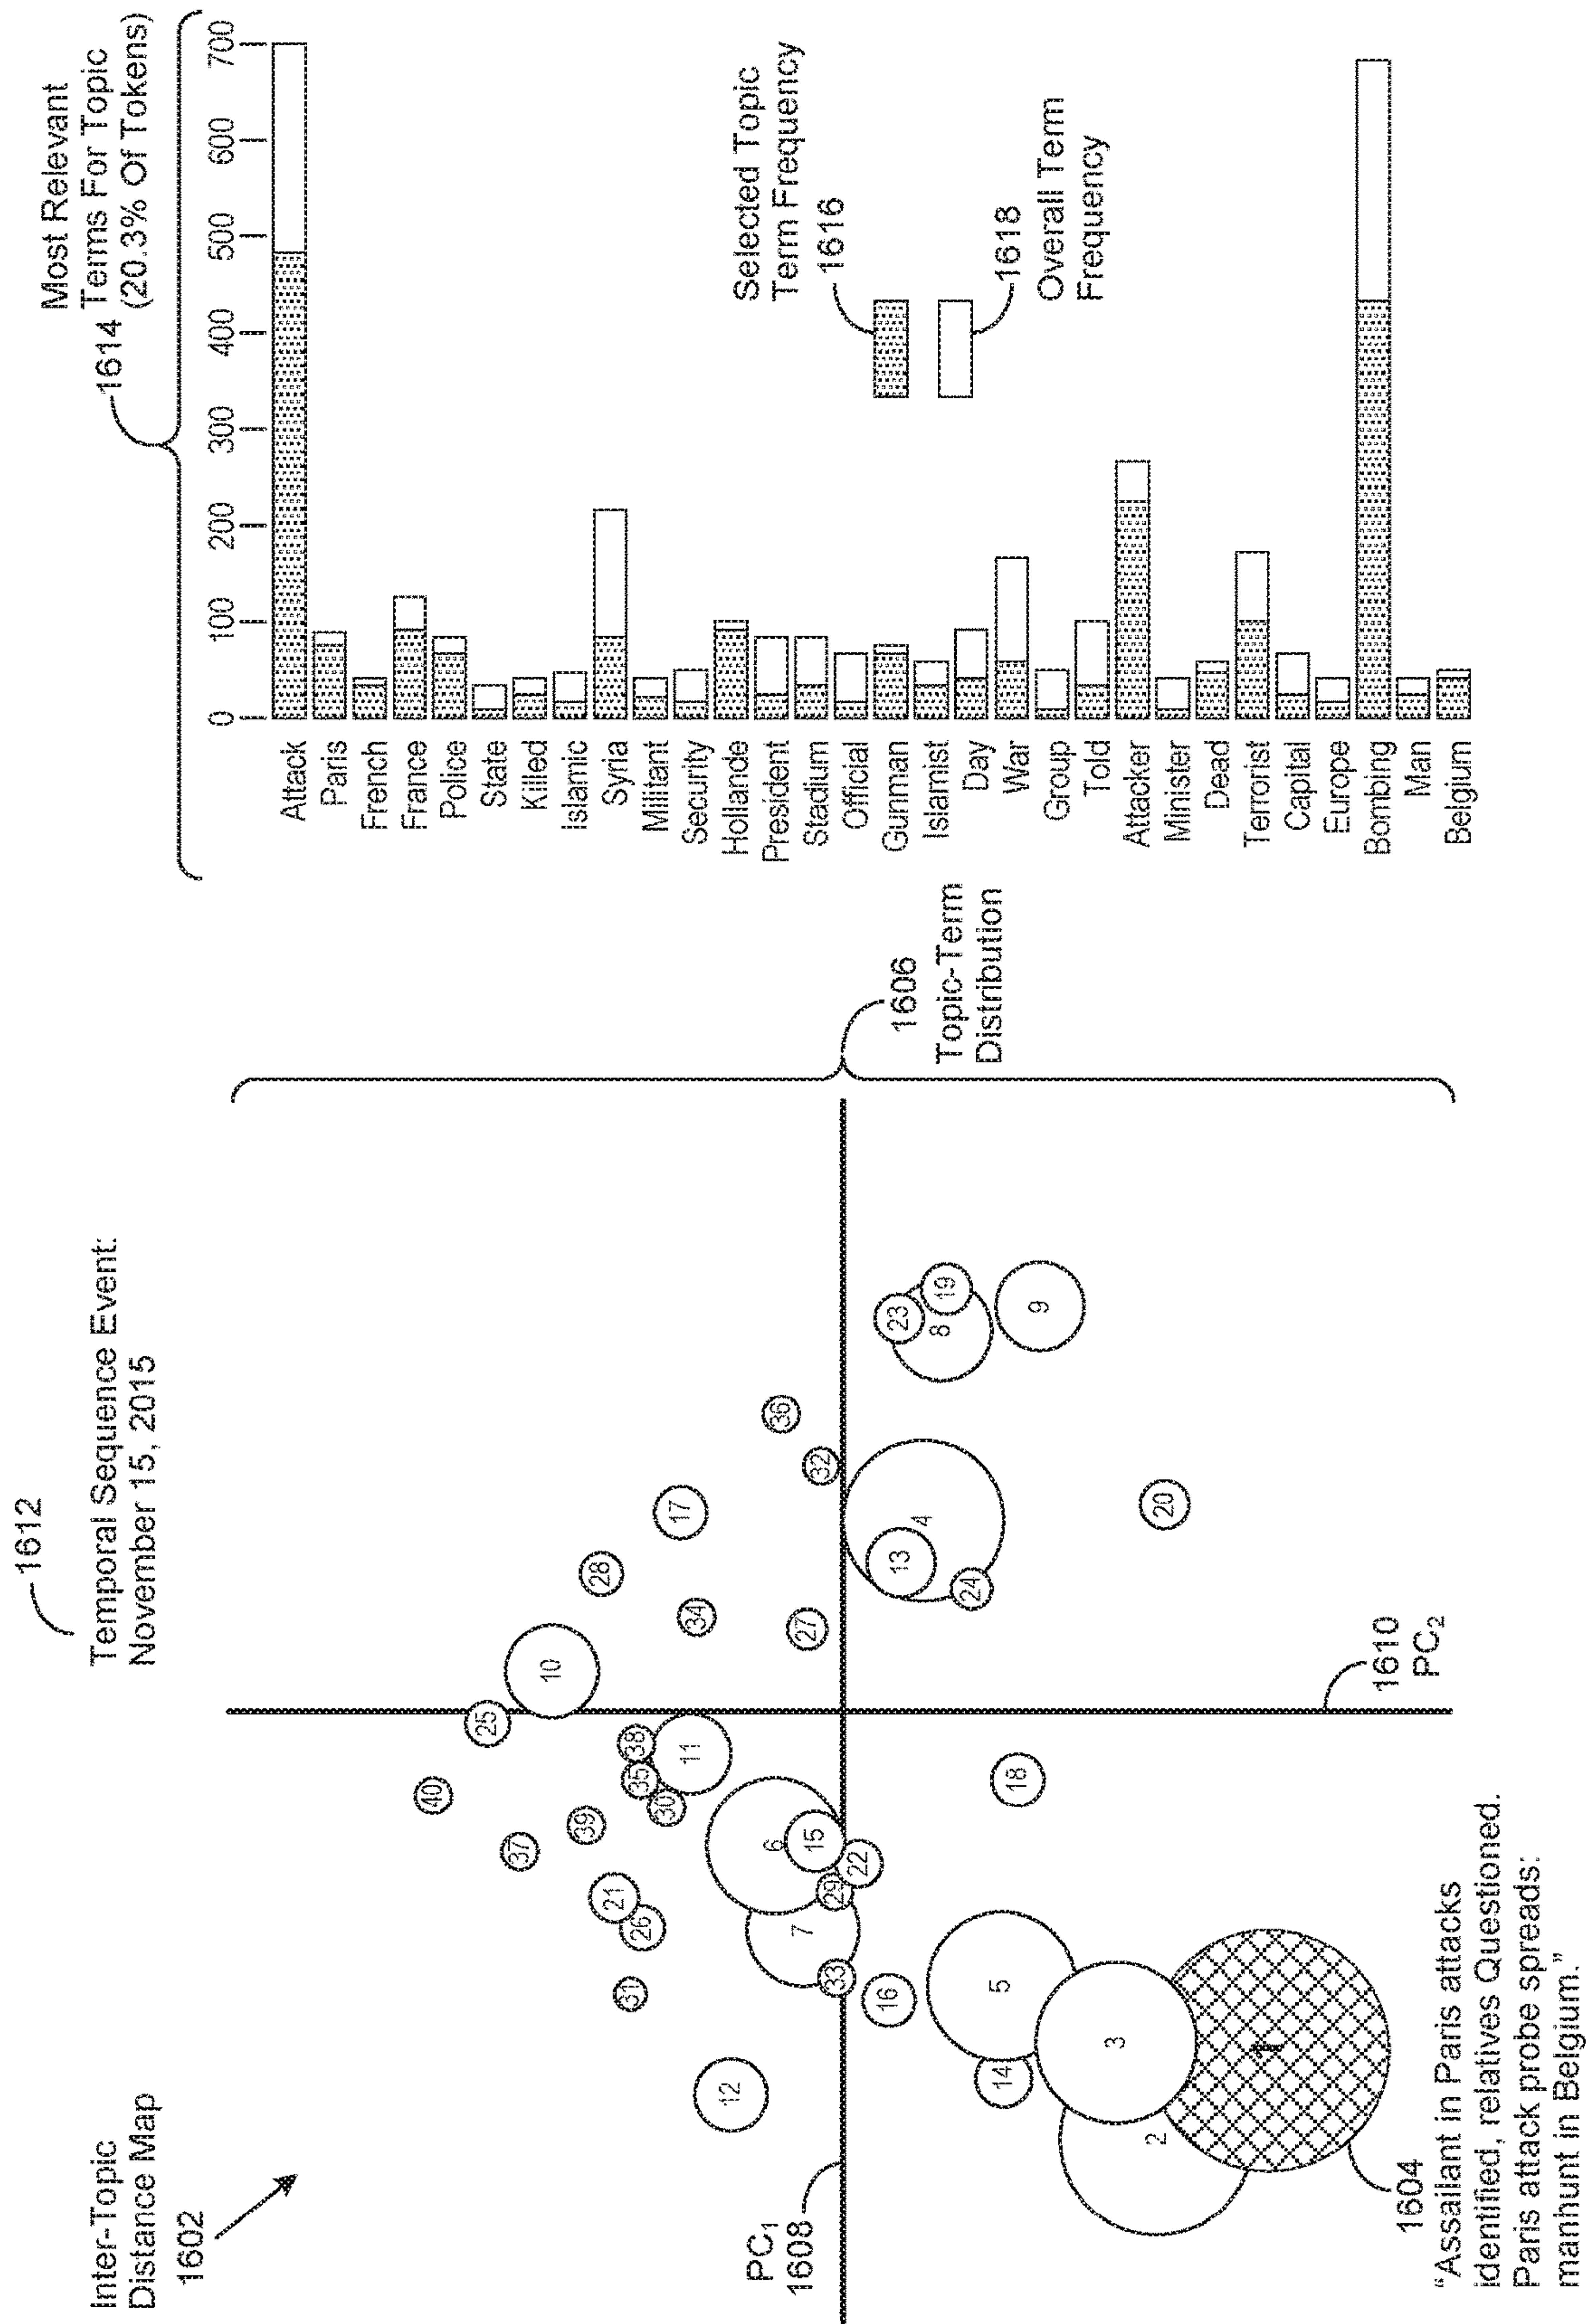 Inter-Topic
Distance Map
1602
1612
Temporal Sequence Event:
November 15, 2015
PC1
1608
1610
PC2
1606
Topic-Term
Distribution
40
25
37
10
39
28
21
38
31
26
35
30
17
11
34
12
36
6
7
15
27
32
29
33
22
16
13
23
4
8
19
24
5
14
18
9
3
20
2
1
1604
"Assailant in Paris attacks
identified, relatives Questioned.
Paris attack probe spreads:
manhunt in Belgium."
Most Relevant
1614 Terms For Topic
(20.3% Of Tokens)
0 100 200 300 400 500 600 700
Attack
Paris
French
France
Police
State
Killed
Islamic
Syria
Militant
Security
Hollande
President
Stadium
Official
Gunman
Islamist
Day
War
Group
Told
Attacker
Minister
Dead
Terrorist
Capital
Europe
Bombing
Man
Belgium
Selected Topic
Term Frequency
1616
1618
Overall Term
Frequency